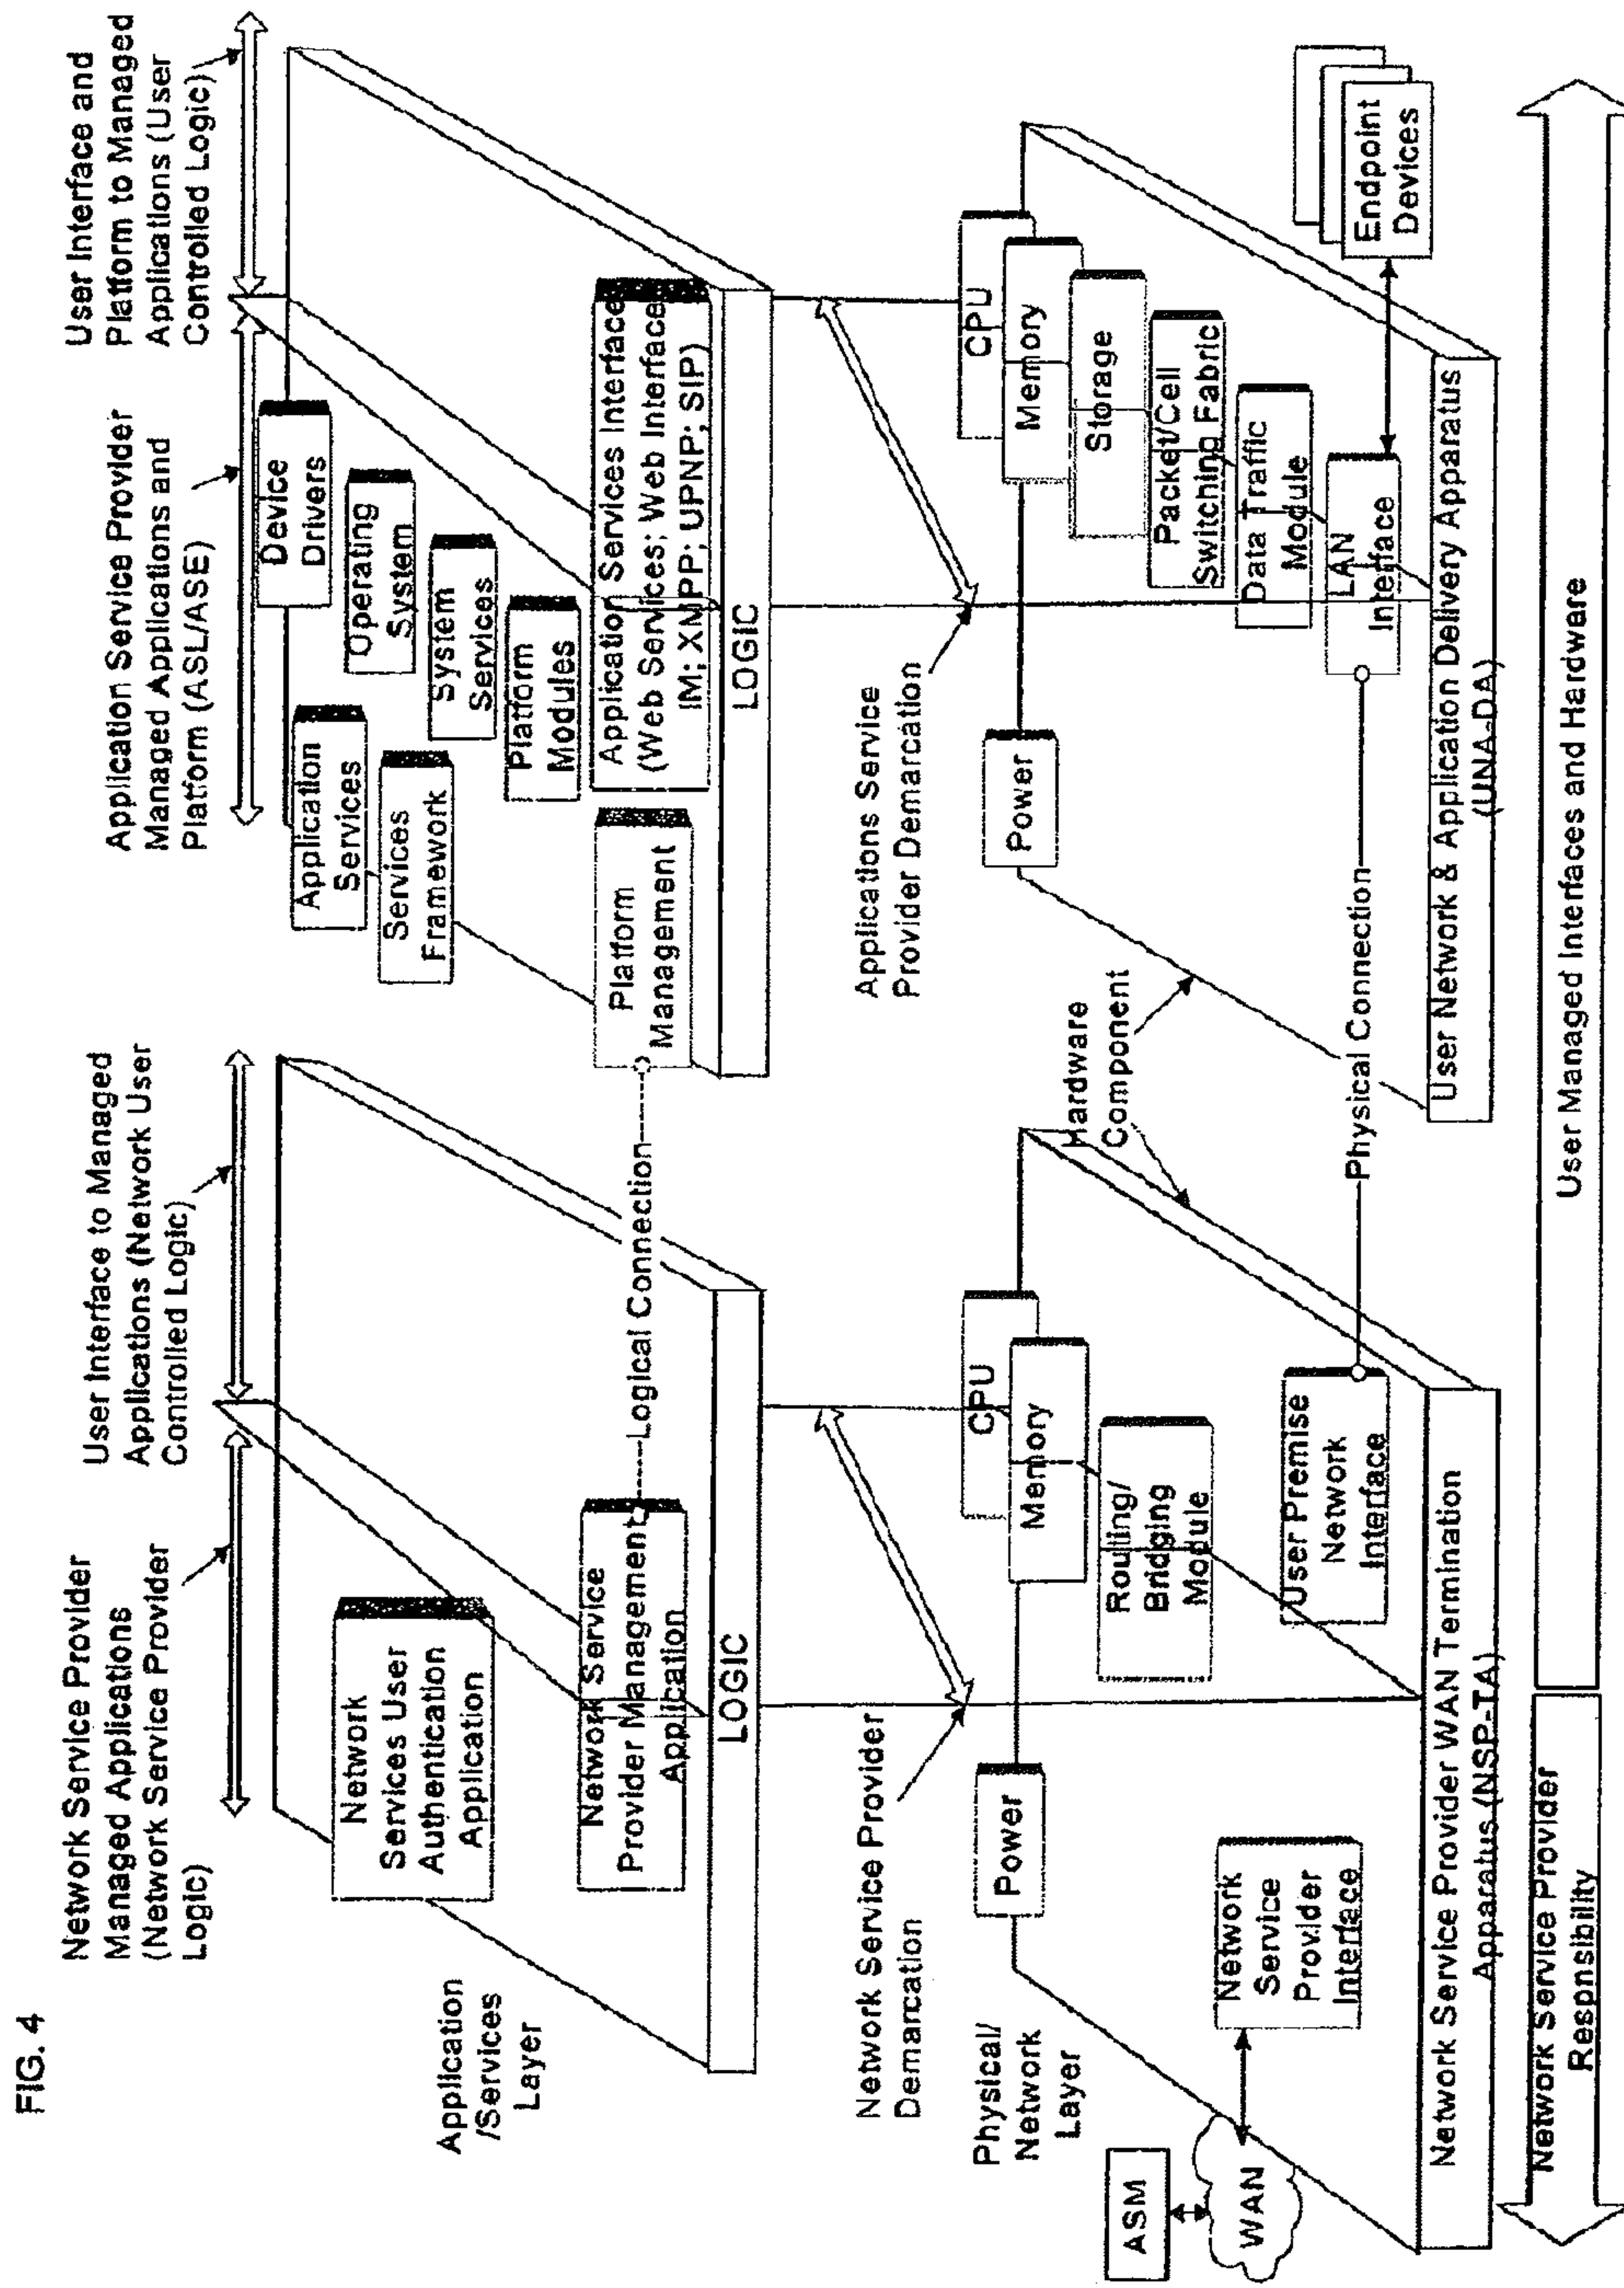 FIG. 4
Network Service Provider
Managed Applications
(Network Service Provider
Logic)
User Interface to Managed
Applications (Network User
Controlled Logic)
Application Service Provider
Managed Applications and
Platform (ASL/ASE)
User Interface and
Platform to Managed
Applications (User
Controlled Logic)
Application
/Services
Layer
Network
Services User
Authentication
Application
Network Service
Provider Management
Application
LOGIC
Logical Connection
Application
Services
Services
Framework
Platform
Management
Device
Drivers
Operating
System
System
Services
Platform
Modules
Application Services Interface
(Web Services; Web Interface
IM; XMPP; UPNP; SIP)
LOGIC
Network Service Provider
Demarcation
Applications Service
Provider Demarcation
Physical/
Network
Layer
ASM
WAN
Power
Network
Service
Provider
Interface
CPU
Memory
Routing/
Bridging
Module
User Premise
Network
Interface
Hardware
Component
Physical Connection
Power
CPU
Memory
Storage
Packet/Cell
Switching Fabric
Data Traffic
Module
LAN
Interface
Endpoint
Devices
Network Service Provider WAN Termination
Apparatus (NSP-TA)
User Network & Application Delivery Apparatus
(UNA-DA)
Network Service Provider
Respnsibility
User Managed Interfaces and Hardware